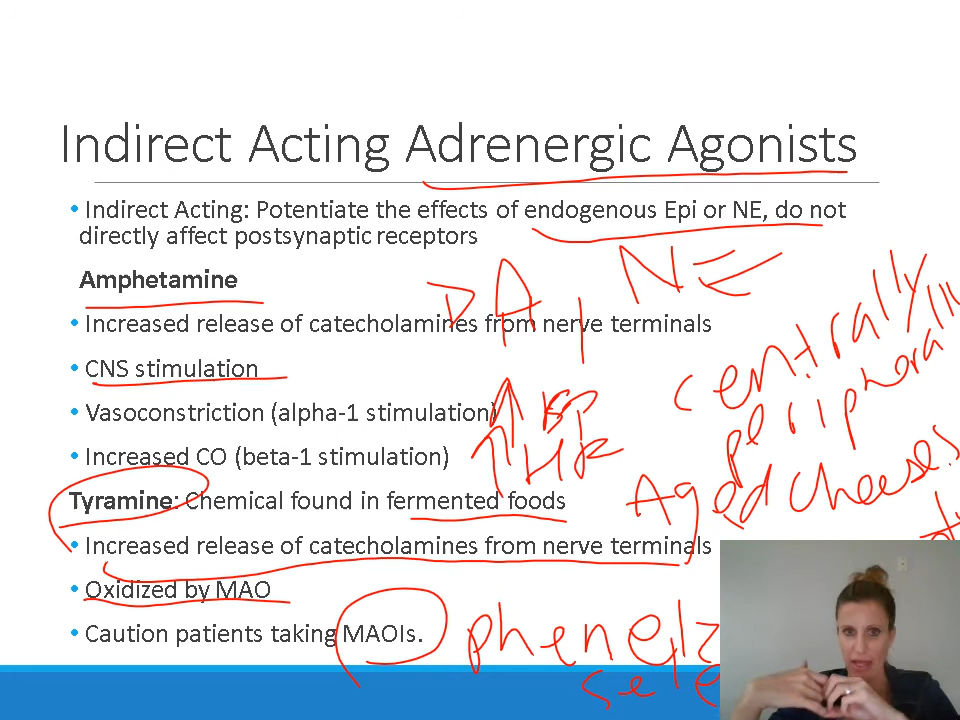 Indirect Acting Adrenergic Agonists
• Indirect Acting: Potentiate the effects of endogenous Epi or NE, do not
directly affect postsynaptic receptors
Amphetamine
• Increased release of catecholamines from nerve terminals
DA, NE
• CNS stimulation
centrally
peripherally
• Vasoconstriction (alpha-1 stimulation)
↑ BP
• Increased CO (beta-1 stimulation)
↑ HR
Tyramine: Chemical found in fermented foods
Aged cheeses
• Increased release of catecholamines from nerve terminals
• Oxidized by MAO
• Caution patients taking MAOIs.
phenelz
sele